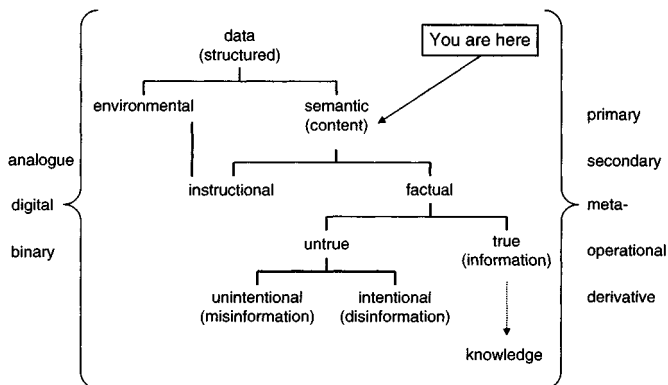 data
(structured)
You are here
environmental
semantic
(content)
primary
analogue
secondary
instructional
factual
digital
meta-
untrue
true
(information)
binary
operational
unintentional
(misinformation)
intentional
(disinformation)
derivative
knowledge